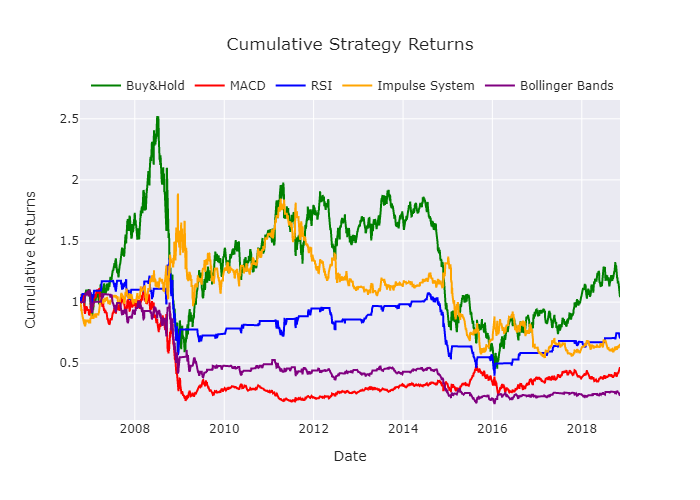 Cumulative Strategy Returns
Buy&Hold MACD RSI Impulse System Bollinger Bands
2.5
2
1.5
1
0.5
Cumulative Returns
2008 2010 2012 2014 2016 2018
Date